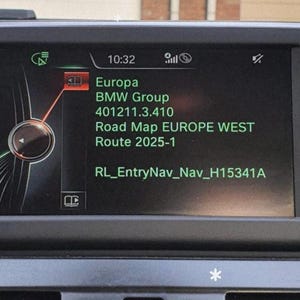 10:32
Europa
BMW Group
401211.3.410
Road Map EUROPE WEST
Route 2025-1
RL_EntryNav_Nav_H15341A